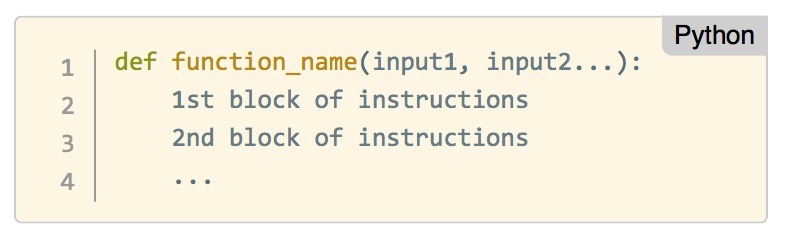 Python
1 def function_name(input1, input2...):
2     1st block of instructions
3     2nd block of instructions
4     ...